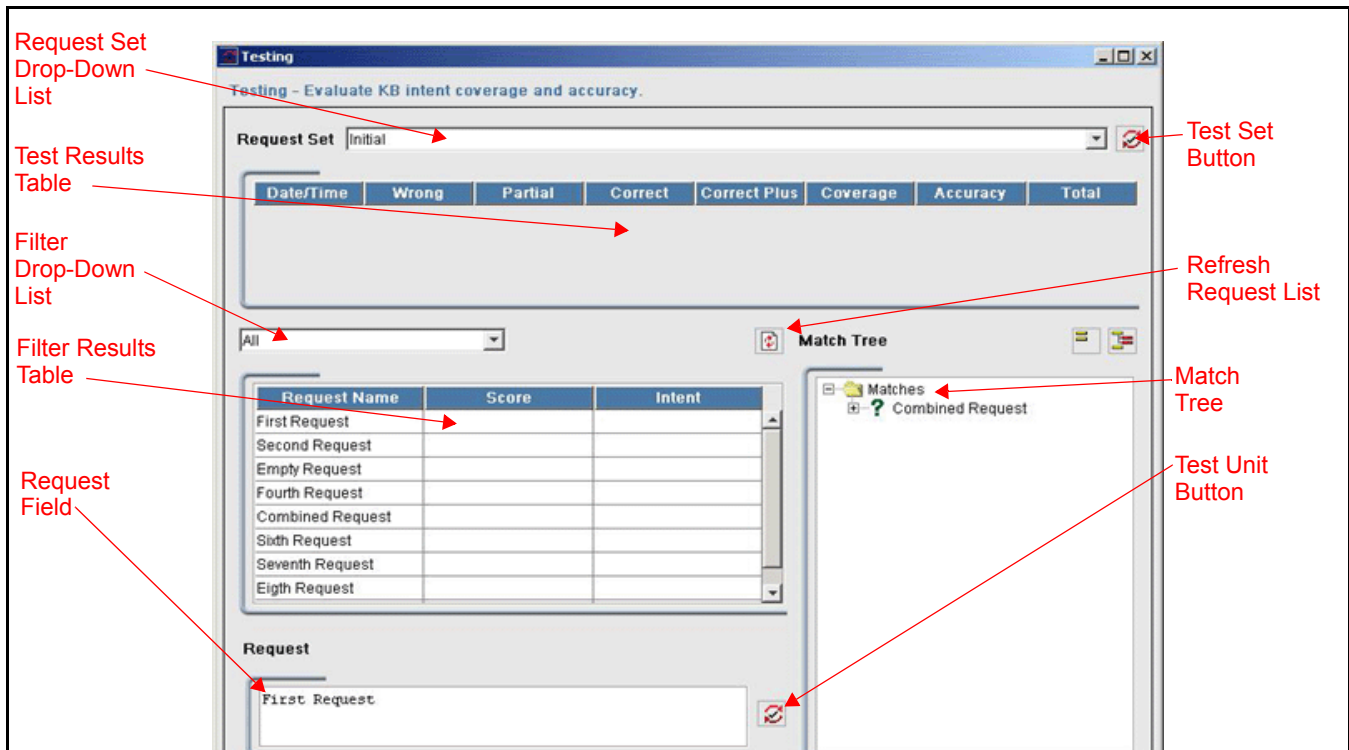 Request Set
Drop-Down
List
Testing
Testing - Evaluate KB intent coverage and accuracy.
Request Set Initial
Test Set
Button
Test Results
Table
Date/Time Wrong Partial Correct Correct Plus Coverage Accuracy Total
Filter
Drop-Down
List
Refresh
Request List
All
Match Tree
Filter Results
Table
Match
Tree
Request Name Score Intent
Matches
? Combined Request
First Request
Second Request
Empty Request
Fourth Request
Combined Request
Sixth Request
Seventh Request
Eigth Request
Request
Field
Test Unit
Button
Request
First Request